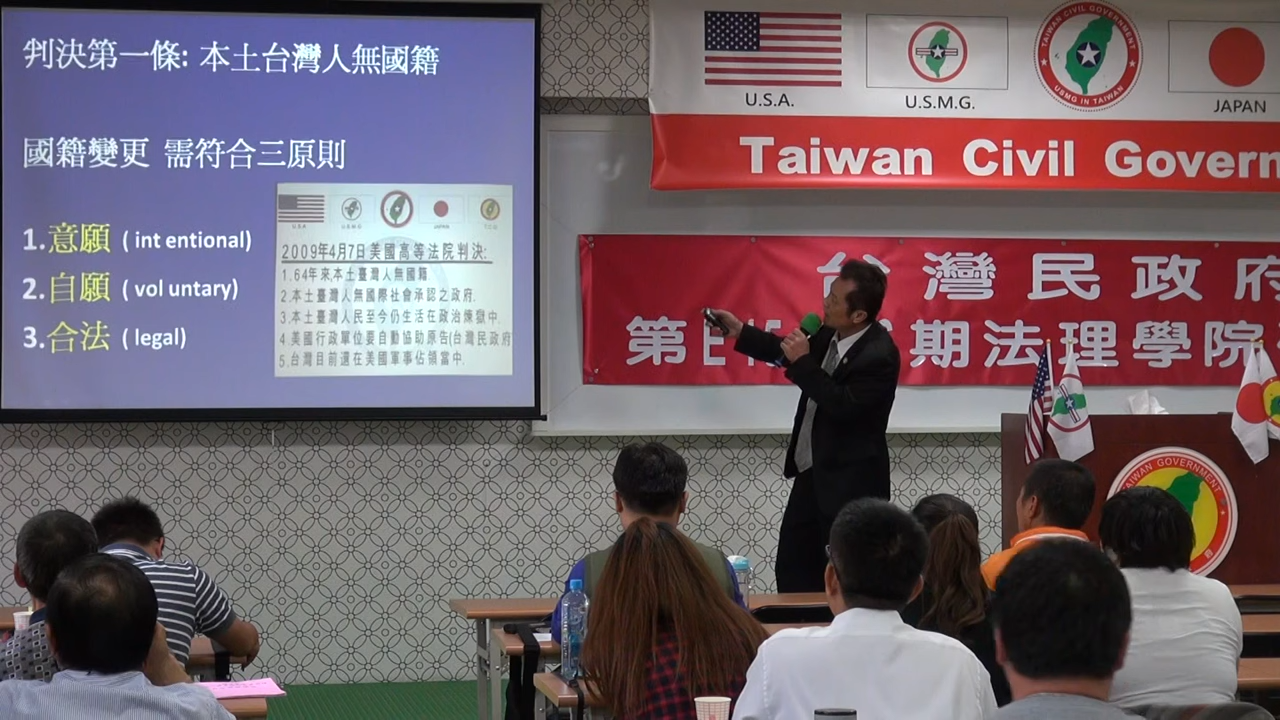 判決第一條: 本土台灣人無國籍
國籍變更 需符合三原則
1.意願 ( int entional)
2.自願 ( vol untary)
3.合法 ( legal)
U.S.A
U.S.M.G
JAPAN
T.C.G
2009年4月7日美國高等法院判決:
1.64年來,本土臺灣人無國籍.
2.本土臺灣人無國際社會承認之政府.
3.本土臺灣人民至今仍生活在政治煉獄中.
4.美國行政單位要自動協助原告(台灣民政府
5.台灣目前還在美國軍事佔領當中.
U.S.A.
U.S.M.G.
TAIWAN CIVIL GOVERNMENT
USMG IN TAIWAN
JAPAN
Taiwan Civil Govern
台灣民政府
第
期法理學院
TAIWAN GOVERNMENT